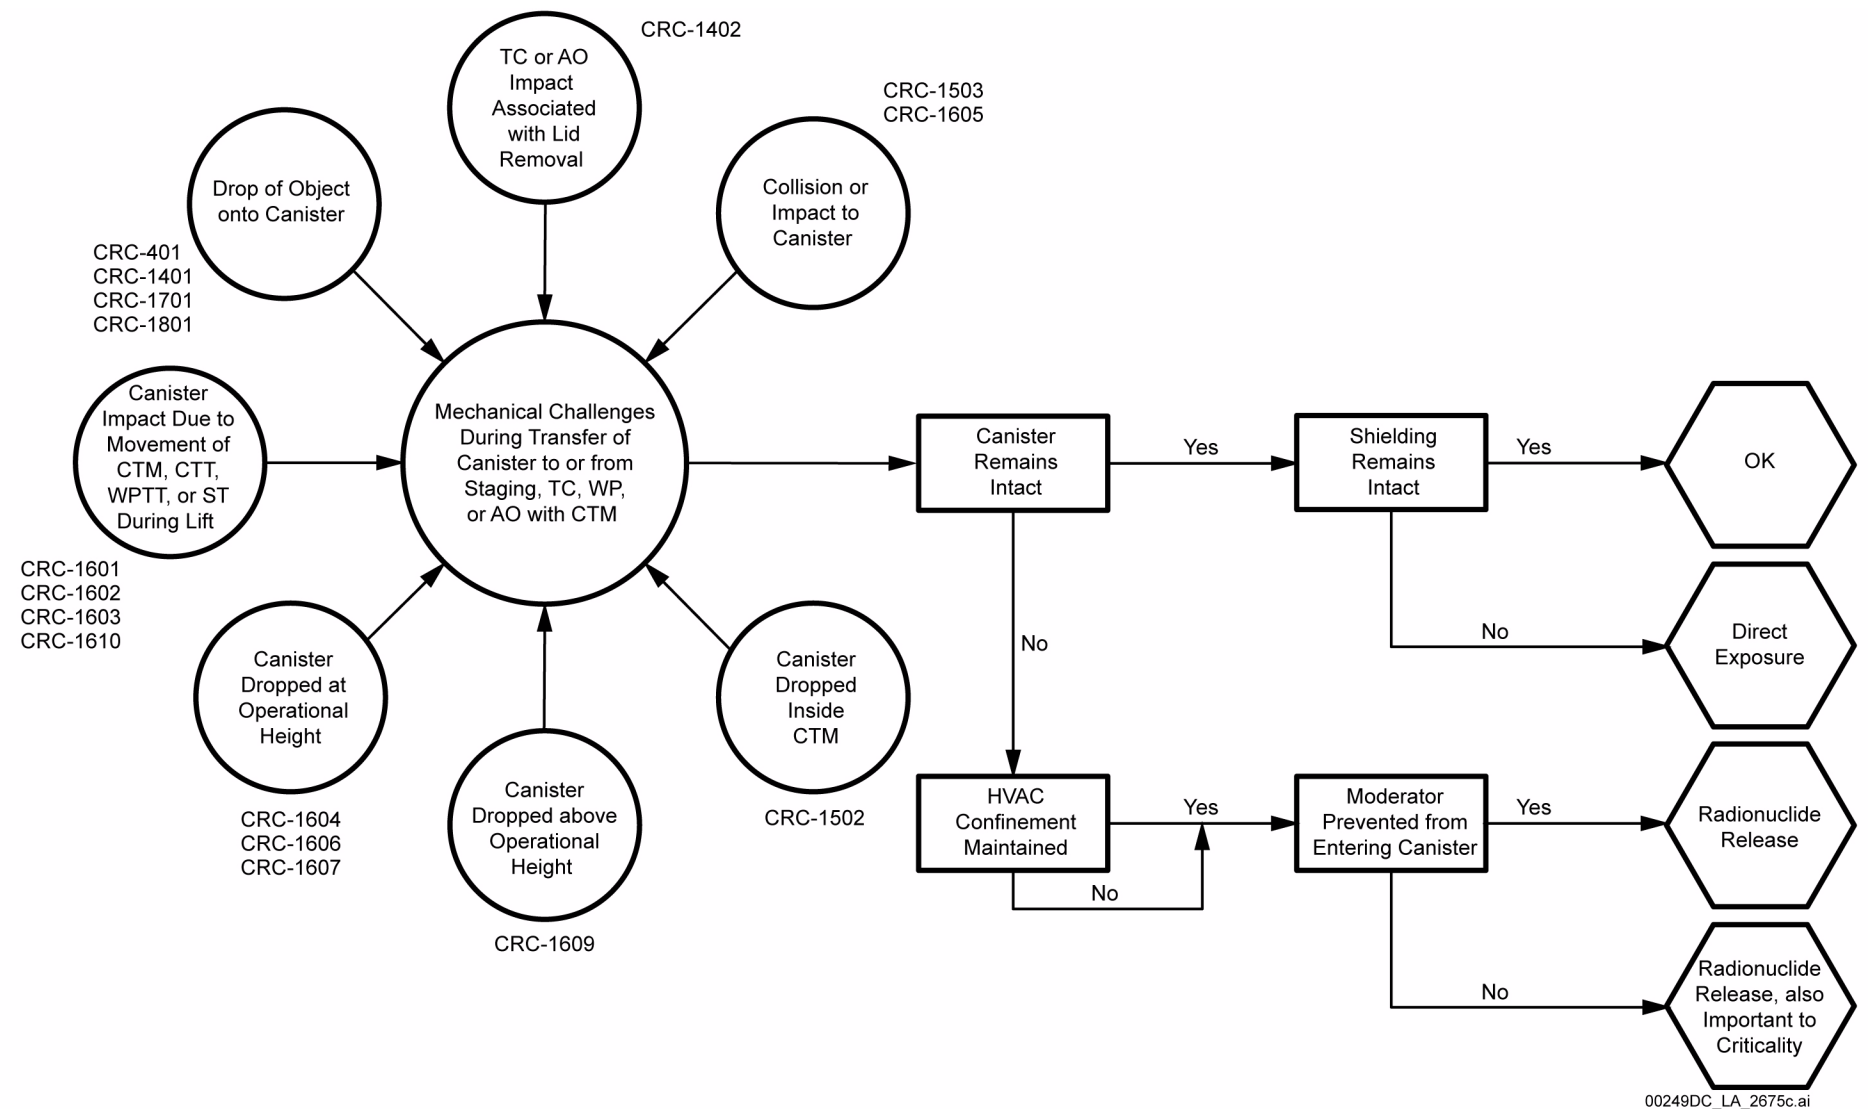 CRC-1402
TC or AO
Impact
Associated
with Lid
Removal
CRC-1503
CRC-1605
Drop of Object
onto Canister
Collision or
Impact to
Canister
CRC-401
CRC-1401
CRC-1701
CRC-1801
Canister
Impact Due to
Movement of
CTM, CTT,
WPTT, or ST
During Lift
Mechanical Challenges
During Transfer of
Canister to or from
Staging, TC, WP,
or AO with CTM
Canister
Remains
Intact
Yes
Shielding
Remains
Intact
Yes
OK
CRC-1601
CRC-1602
CRC-1603
CRC-1610
No
No
Direct
Exposure
Canister
Dropped at
Operational
Height
Canister
Dropped
Inside
CTM
Canister
Dropped above
Operational
Height
CRC-1604
CRC-1606
CRC-1607
CRC-1502
CRC-1609
HVAC
Confinement
Maintained
Yes
No
Moderator
Prevented from
Entering Canister
Yes
Radionuclide
Release
No
Radionuclide
Release, also
Important to
Criticality
00249DC_LA_2675c.ai